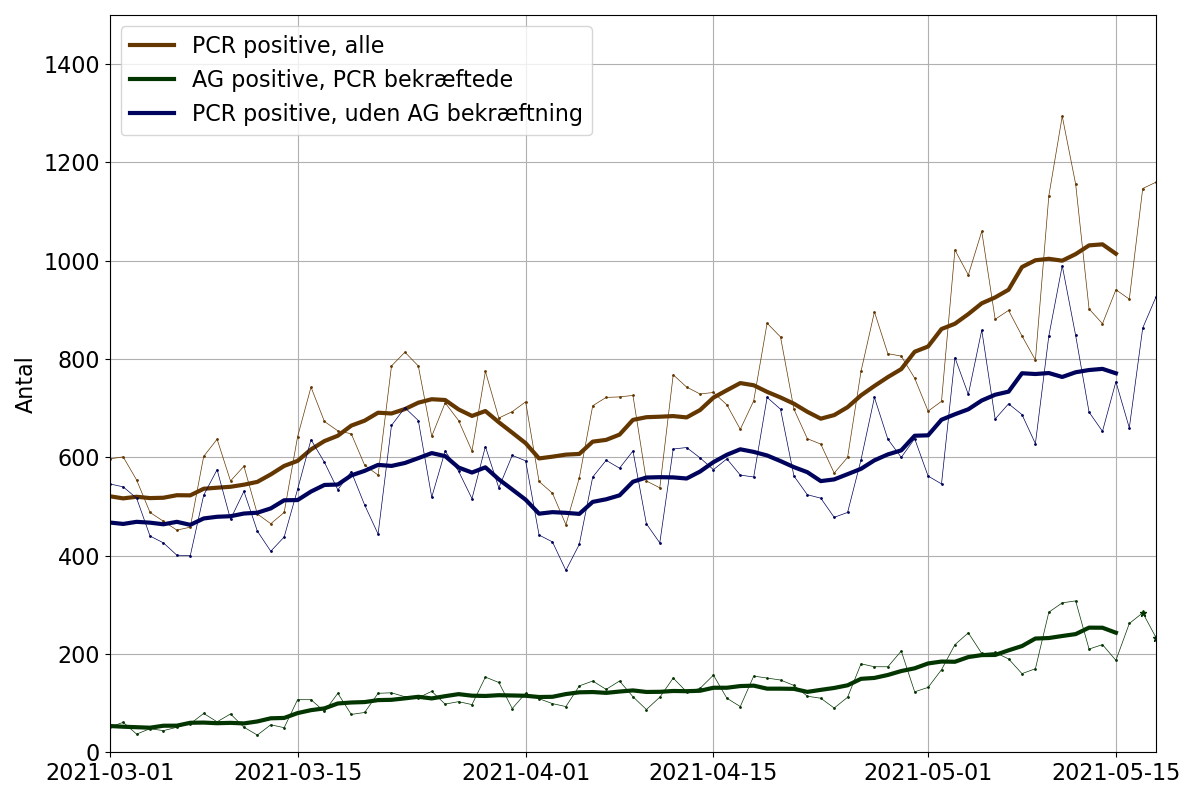 PCR positive, alle
AG positive, PCR bekræftede
PCR positive, uden AG bekræftning
Antal
1400
1200
1000
800
600
400
200
0
2021-03-01 2021-03-15 2021-04-01 2021-04-15 2021-05-01 2021-05-15